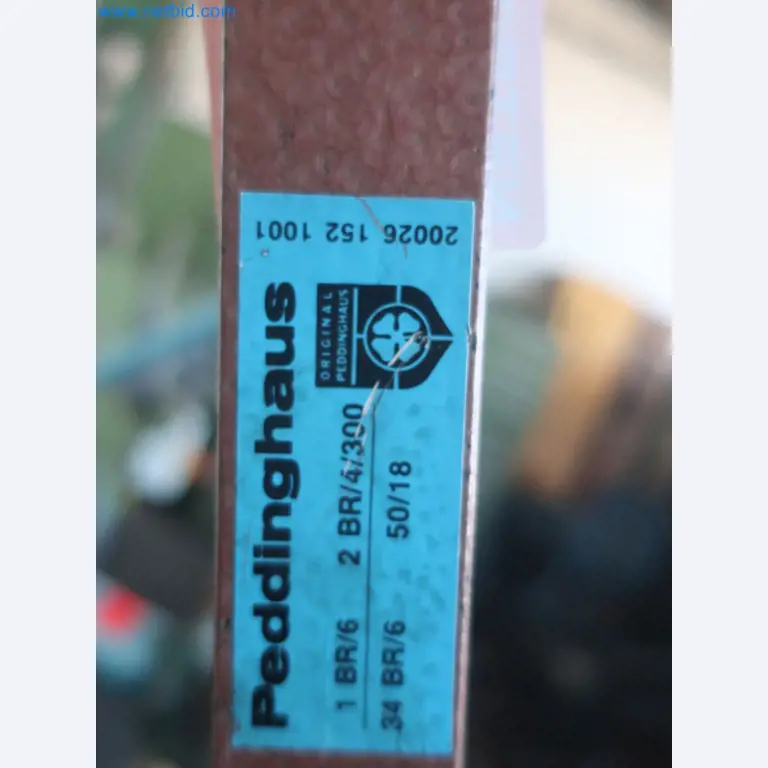 www.netbid.com
20026 152 1001
Peddinghaus
ORIGINAL
PEDDINGHAUS
1 BR/6 2 BR/4/300
34 BR/6 50/18